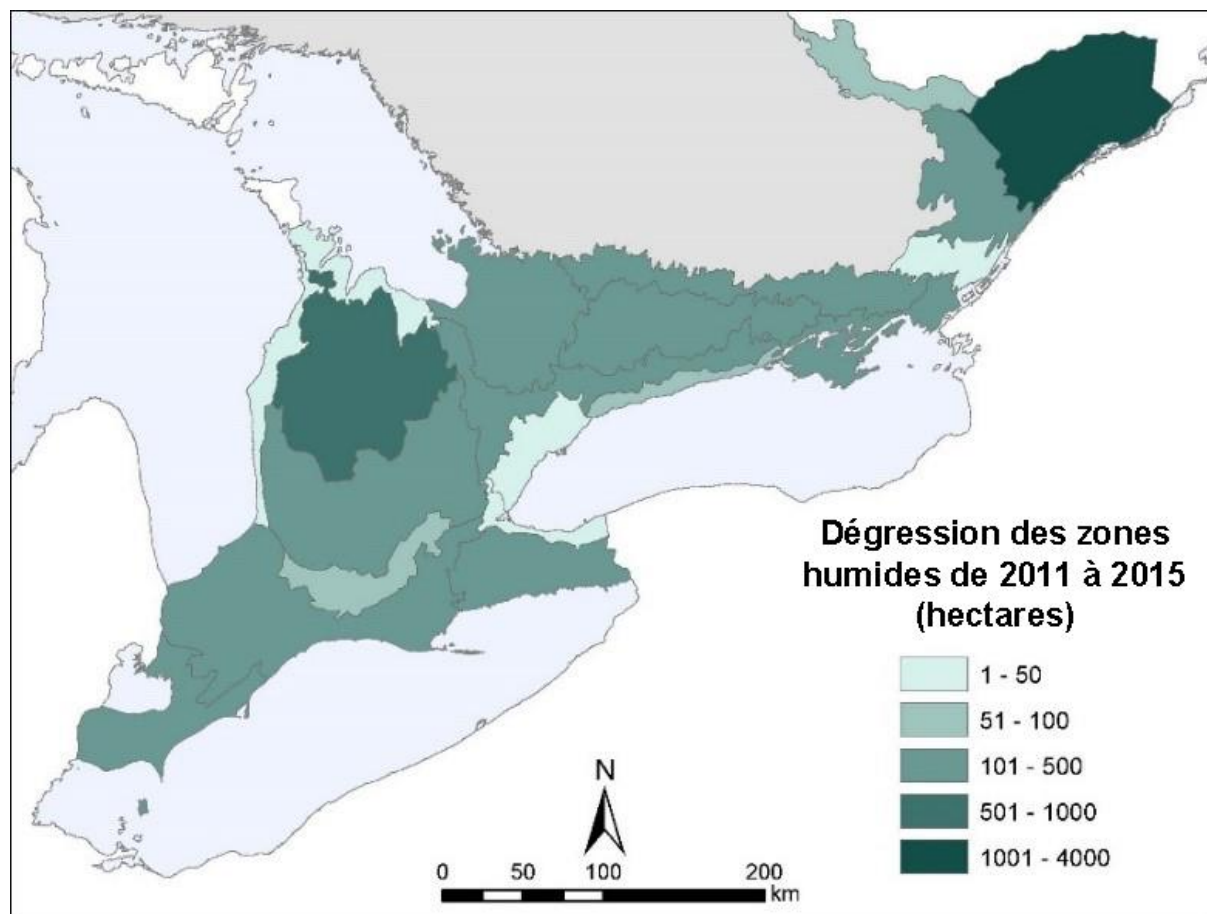 Dégression des zones
humides de 2011 à 2015
(hectares)
1 - 50
51 - 100
101 - 500
501 - 1000
1001 - 4000
N
0 50 100 200
km